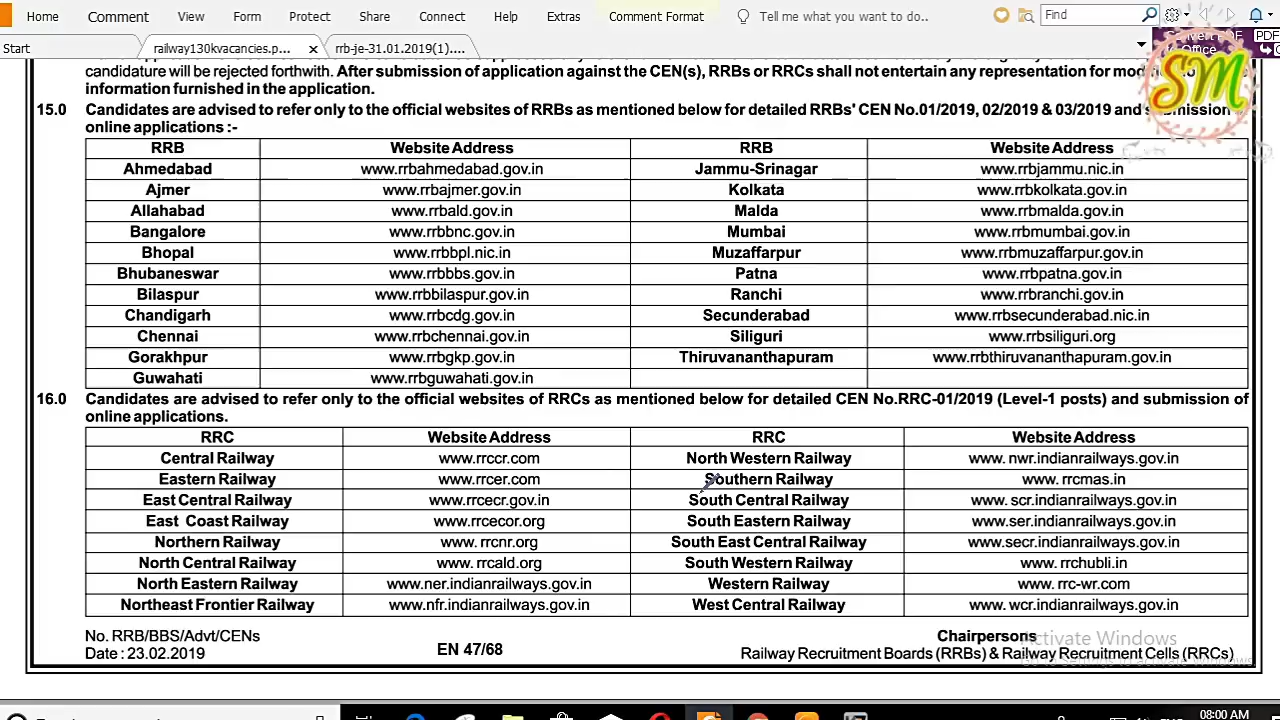 Home Comment View Form Protect Share Connect Help Extras Comment Format Tell me what you want to do.. Find
Start railway130kvacancies.p... x rrb-je-31.01.2019(1)....
PDF
to Office
SM
candidature will be rejected forthwith. After submission of application against the CEN(s), RRBs or RRCs shall not entertain any representation for
information furnished in the application.
15.0 Candidates are advised to refer only to the official websites of RRBs as mentioned below for detailed RRBs' CEN No.01/2019, 02/2019 & 03/2019 and submission
online applications :-
RRB Website Address RRB Website Address
Ahmedabad www.rrbahmedabad.gov.in Jammu-Srinagar www.rrbjammu.nic.in
Ajmer www.rrbajmer.gov.in Kolkata www.rrbkolkata.gov.in
Allahabad www.rrbald.gov.in Malda www.rrbmalda.gov.in
Bangalore www.rrbbnc.gov.in Mumbai www.rrbmumbai.gov.in
Bhopal www.rrbbpl.nic.in Muzaffarpur www.rrbmuzaffarpur.gov.in
Bhubaneswar www.rrbbbs.gov.in Patna www.rrbpatna.gov.in
Bilaspur www.rrbbilaspur.gov.in Ranchi www.rrbranchi.gov.in
Chandigarh www.rrbcdg.gov.in Secunderabad www.rrbsecunderabad.nic.in
Chennai www.rrbchennai.gov.in Siliguri www.rrbsiliguri.org
Gorakhpur www.rrbgkp.gov.in Thiruvananthapuram www.rrbthiruvananthapuram.gov.in
Guwahati www.rrbguwahati.gov.in
16.0 Candidates are advised to refer only to the official websites of RRCs as mentioned below for detailed CEN No.RRC-01/2019 (Level-1 posts) and submission of
online applications.
RRC Website Address RRC Website Address
Central Railway www.rrccr.com North Western Railway www. nwr.indianrailways.gov.in
Eastern Railway www.rrcer.com Southern Railway www. rrcmas.in
East Central Railway www.rrcecr.gov.in South Central Railway www. scr.indianrailways.gov.in
East Coast Railway www.rrcecor.org South Eastern Railway www.ser.indianrailways.gov.in
Northern Railway www. rrcnr.org South East Central Railway www.secr.indianrailways.gov.in
North Central Railway www. rrcald.org South Western Railway www. rrchubli.in
North Eastern Railway www.ner.indianrailways.gov.in Western Railway www. rrc-wr.com
Northeast Frontier Railway www.nfr.indianrailways.gov.in West Central Railway www. wcr.indianrailways.gov.in
No. RRB/BBS/Advt/CENs EN 47/68 Chairpersons
Date : 23.02.2019 Railway Recruitment Boards (RRBs) & Railway Recruitment Cells (RRCs)
Activate Windows
Go to Settings to activate Windows.
08:00 AM